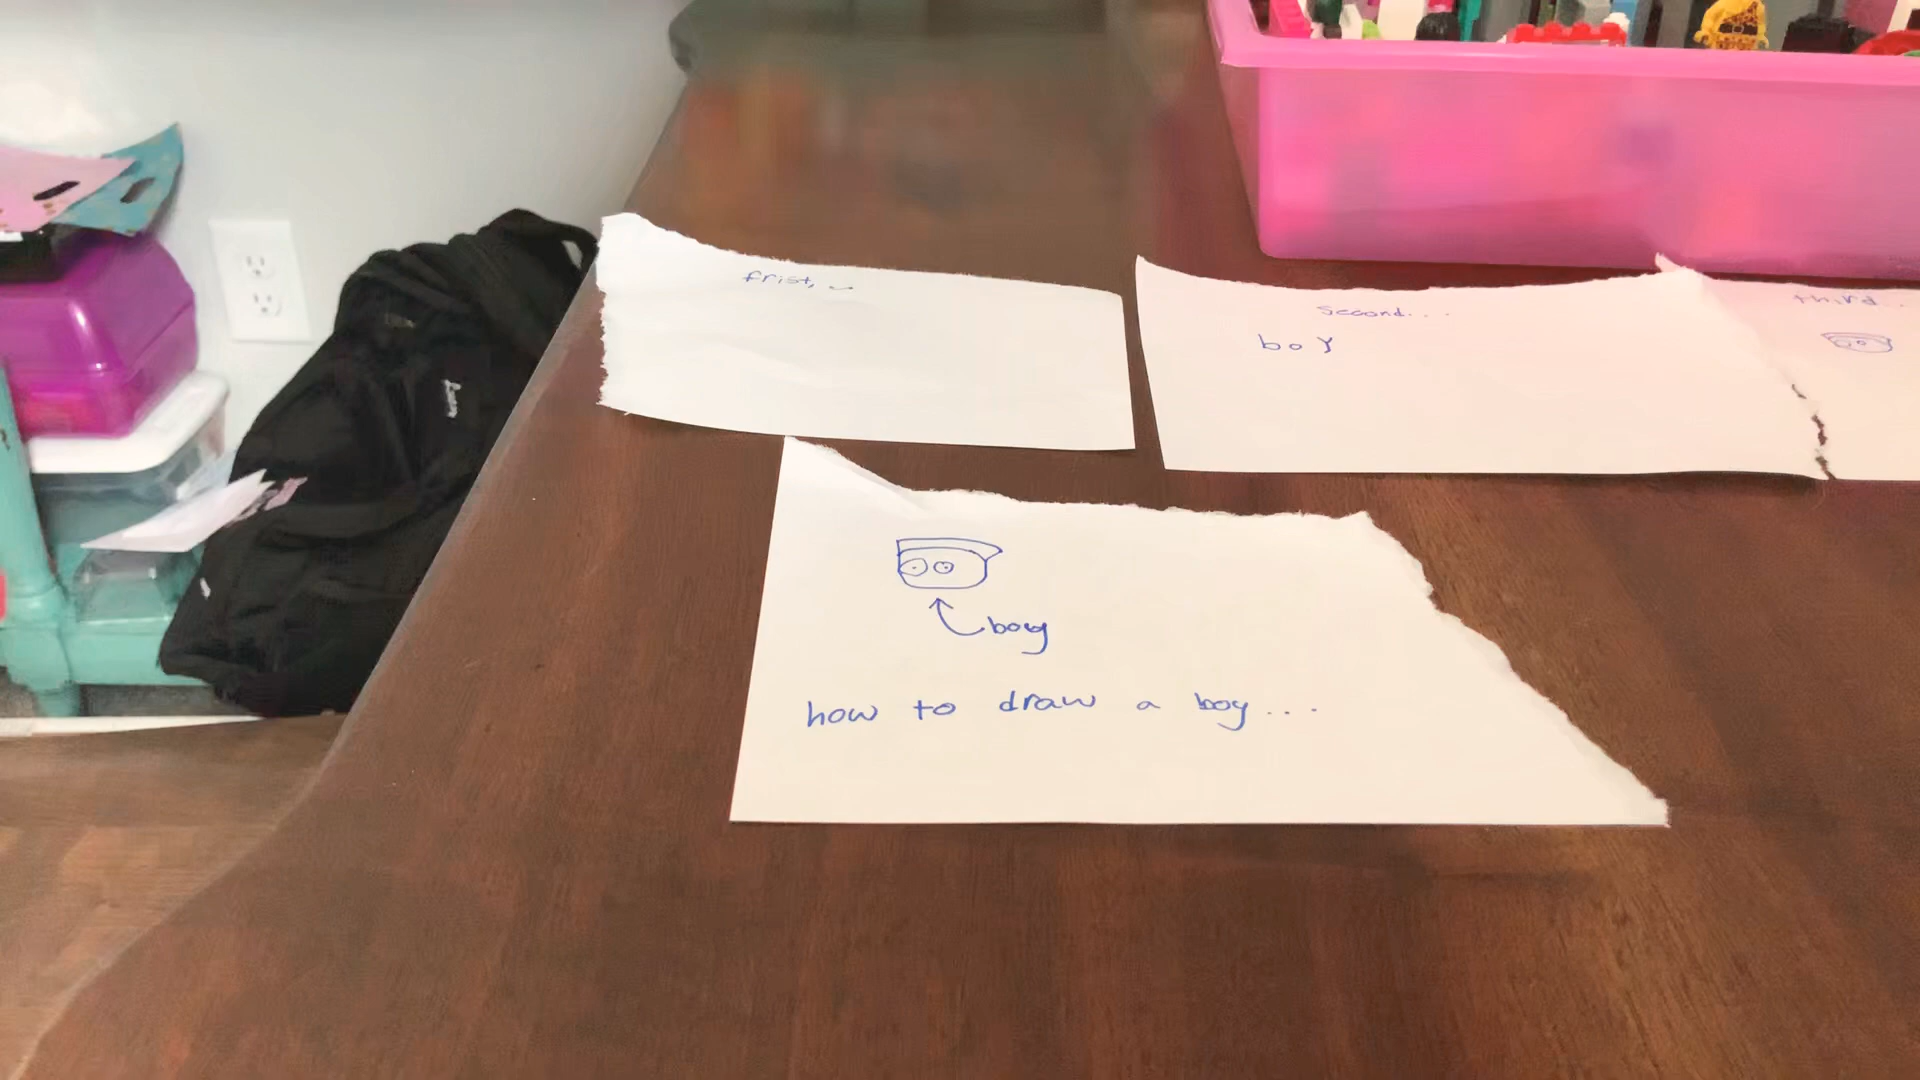 frist,
second...
boy
third..
boy
how to draw a boy...